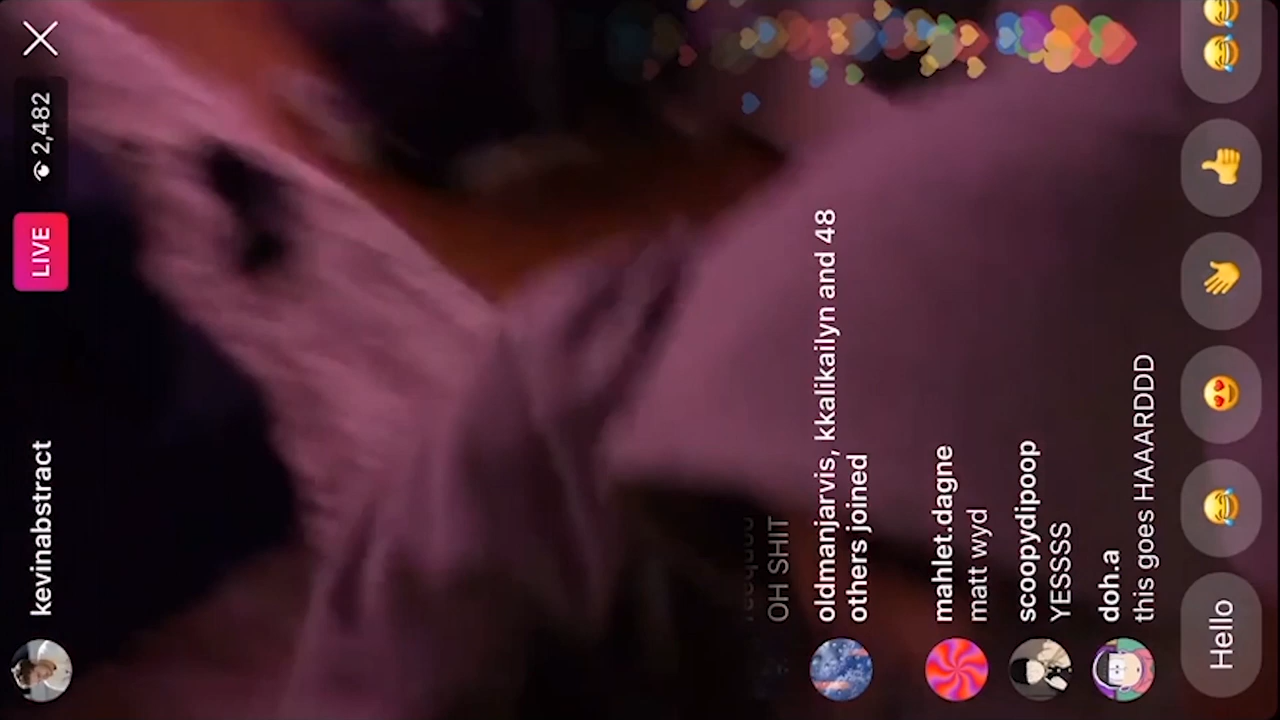 kevinabstract
LIVE
2,482
OH SHIT
oldmanjarvis, kkalikailyn and 48
others joined
mahlet.dagne
matt wyd
scoopydipoop
YESSSS
doh.a
this goes HAAARDDD
Hello